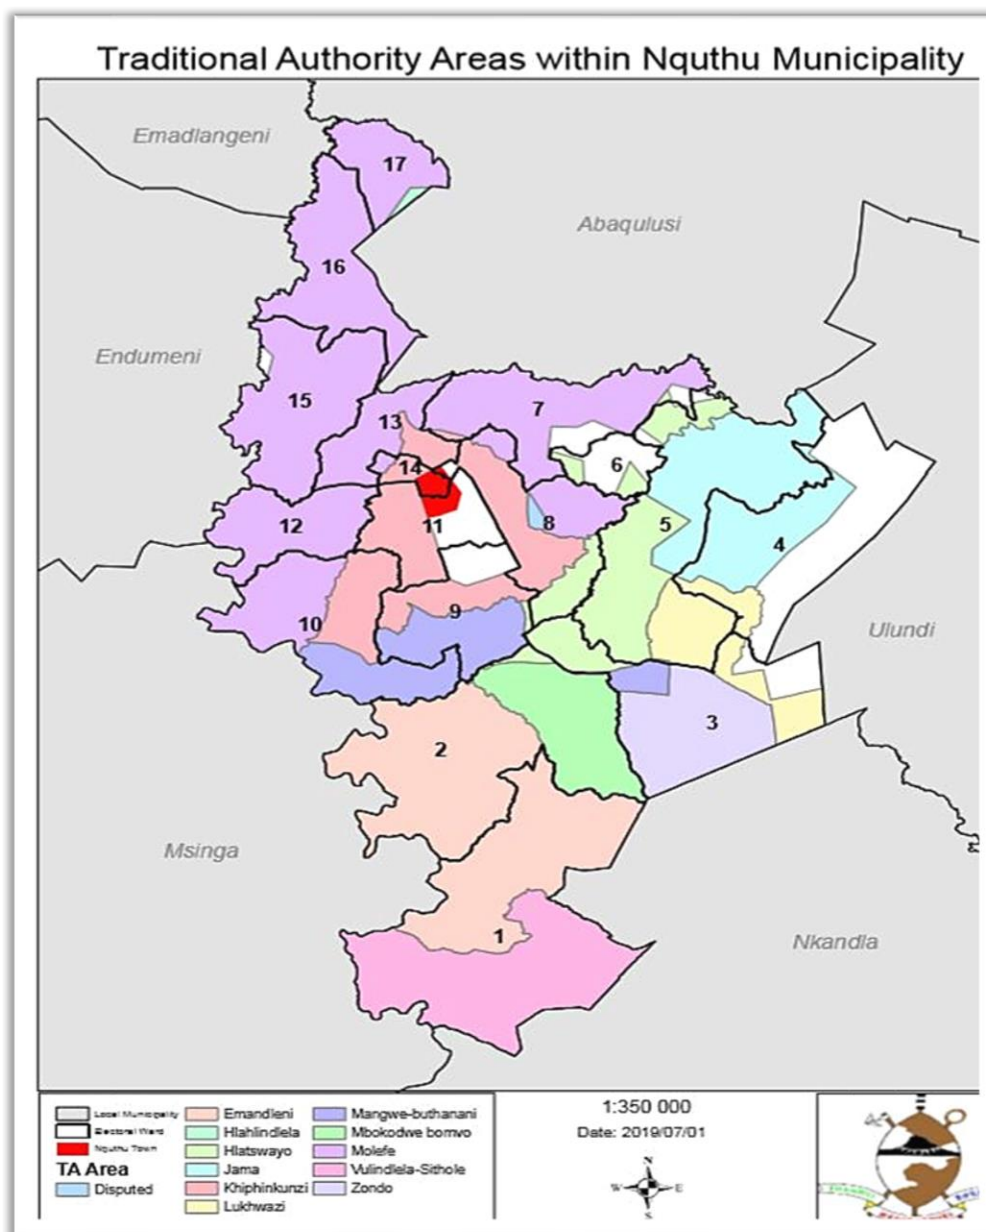 Traditional Authority Areas within Nquthu Municipality
Emadlangeni
17
Abaqulusi
16
Endumeni
15
7
13
6
14
12
11
8
5
4
9
10
Ulundi
3
2
Msinga
1
Nkandla
Local Municipality
Electoral Ward
Nquthu Town
TA Area
Disputed
Emandleni
Hlahlindlela
Hlatswayo
Jama
Khiphinkunzi
Lukhwazi
Mangwe-buthanani
Mbokodwe bomvo
Molefe
Vulindlela-Sithole
Zondo
1:350 000
Date: 2019/07/01
N
W E
S